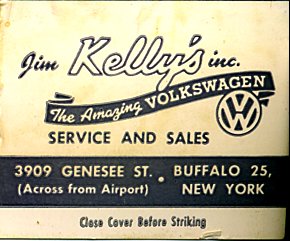 Jim Kelly's inc.
The Amazing VOLKSWAGEN
VW
SERVICE AND SALES
3909 GENESEE ST. • BUFFALO 25,
(Across from Airport) NEW YORK
Close Cover Before Striking